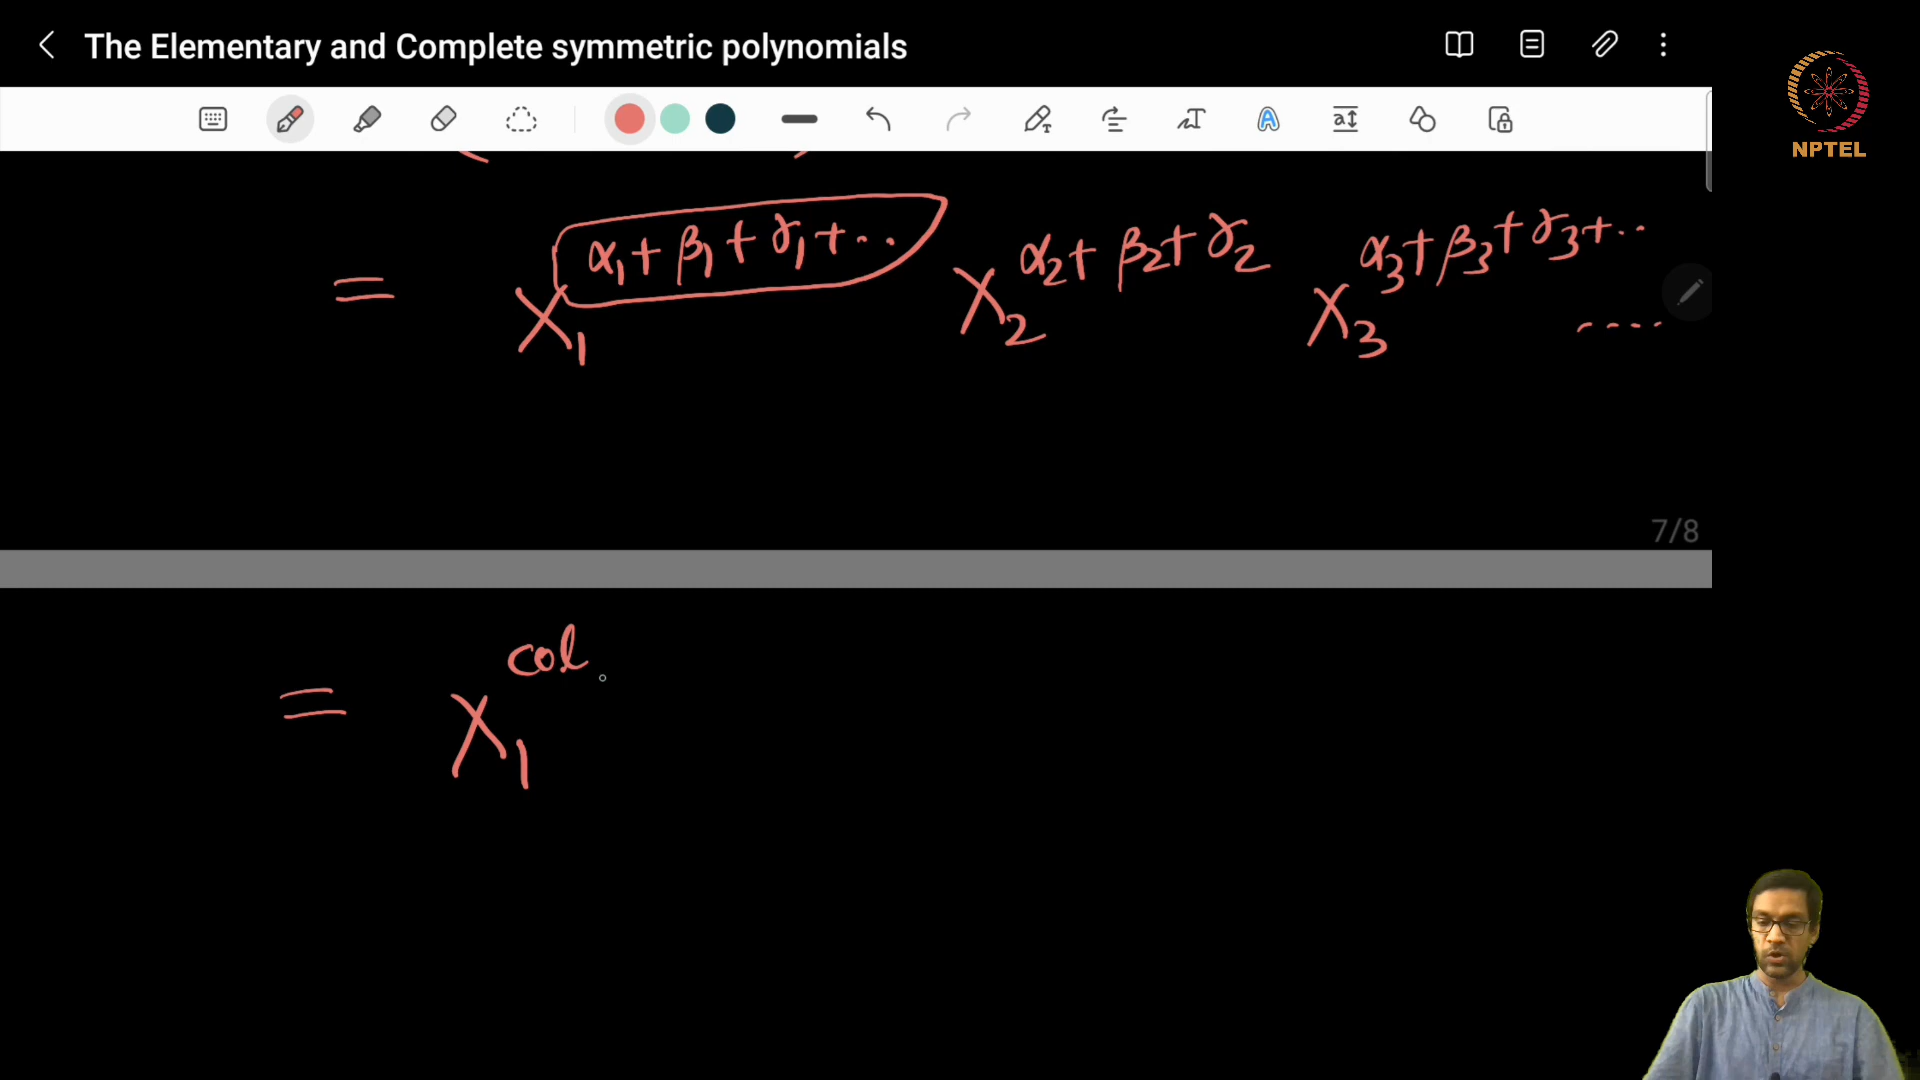 The Elementary and Complete symmetric polynomials
NPTEL
= X₁^{α₁+β₁+γ₁+...} X₂^{α₂+β₂+γ₂} X₃^{α₃+β₃+γ₃+...} ....
7/8
= X₁^{col}